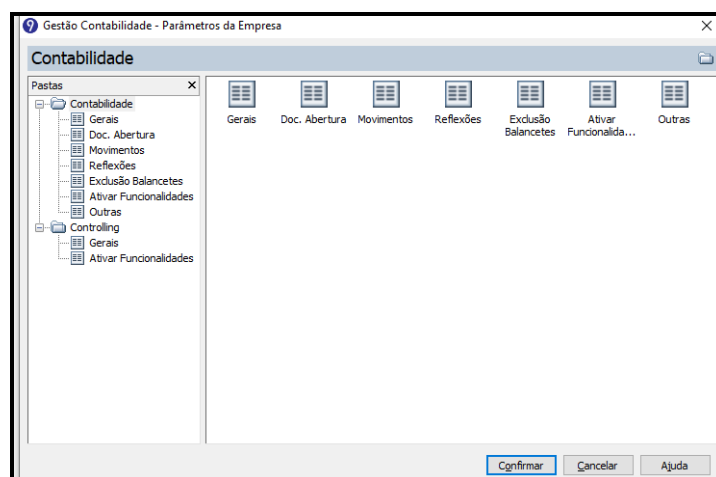 9 Gestão Contabilidade - Parâmetros da Empresa
Contabilidade
Pastas
Contabilidade
Gerais
Doc. Abertura
Movimentos
Reflexões
Exclusão Balancetes
Ativar Funcionalidades
Outras
Controlling
Gerais
Ativar Funcionalidades
Gerais
Doc. Abertura
Movimentos
Reflexões
Exclusão
Balancetes
Ativar
Funcionalida...
Outras
Confirmar
Cancelar
Ajuda